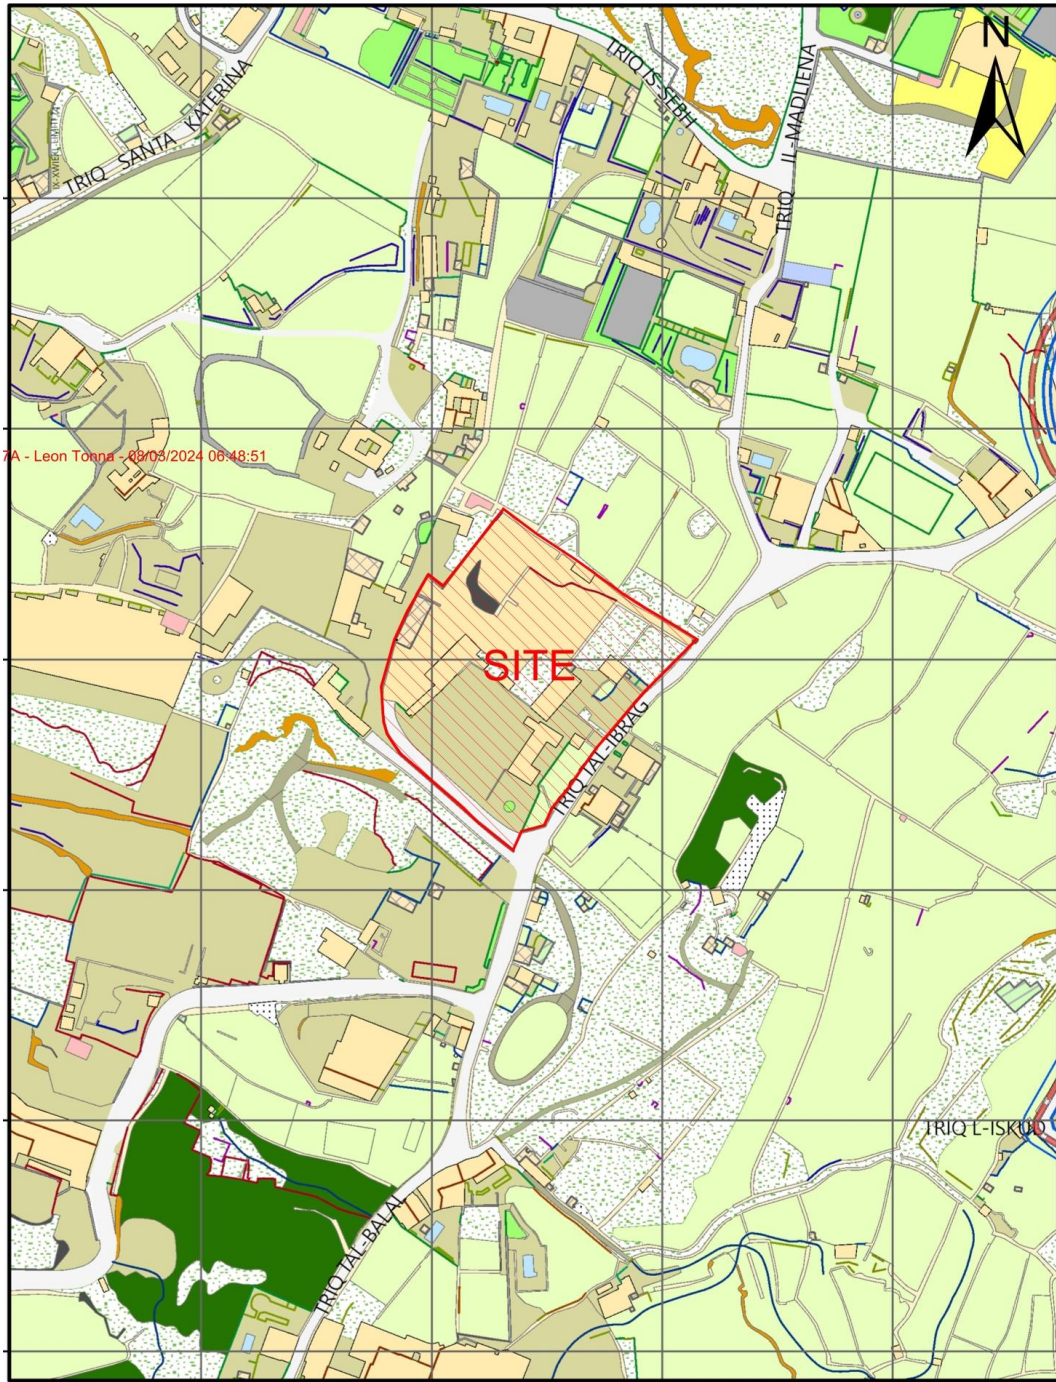 N
TRIQ IS-SEBH
TRIQ IL-MADLIENA
TRIQ SANTA KATERINA
7A - Leon Tonna - 08/03/2024 06:48:51
SITE
TRIQ TAL-IBRAG
TRIQ L-ISKUD
TRIQ TAL-BALAL